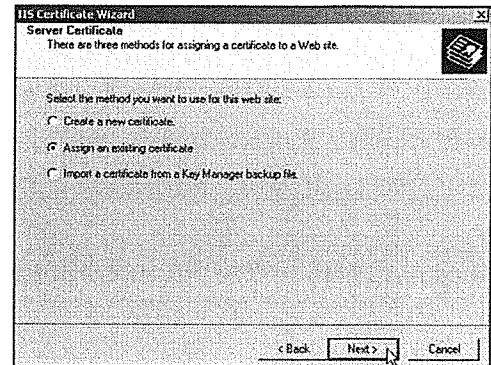 IIS Certificate Wizard
Server Certificate
There are three methods for assigning a certificate to a Web site.
Select the method you want to use for this web site:
Create a new certificate.
Assign an existing certificate
Import a certificate from a Key Manager backup file.
< Back Next > Cancel